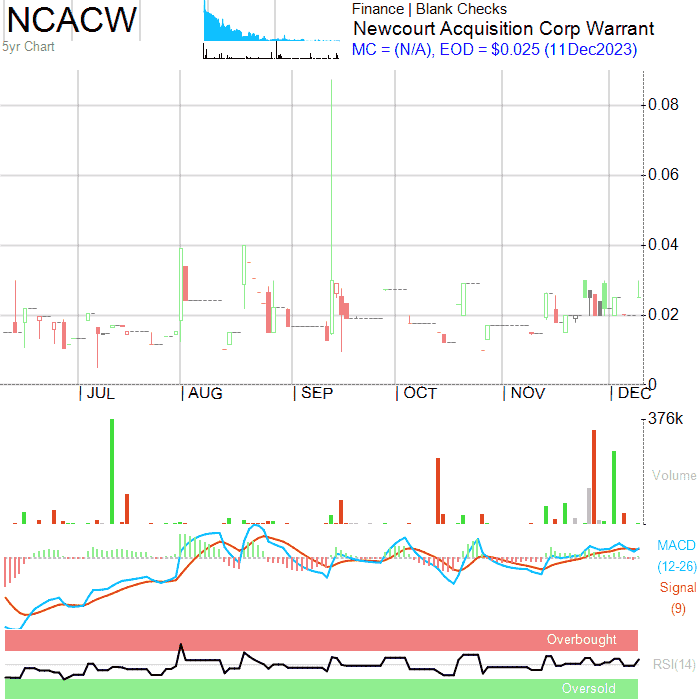 NCACW
5yr Chart
Finance | Blank Checks
Newcourt Acquisition Corp Warrant
MC = (N/A), EOD = $0.025 (11Dec2023)
0.08
0.06
0.04
0.02
0
| JUL | AUG | SEP | OCT | NOV | DEC
376k
Volume
MACD
(12-26)
Signal
(9)
Overbought
RSI(14)
Oversold